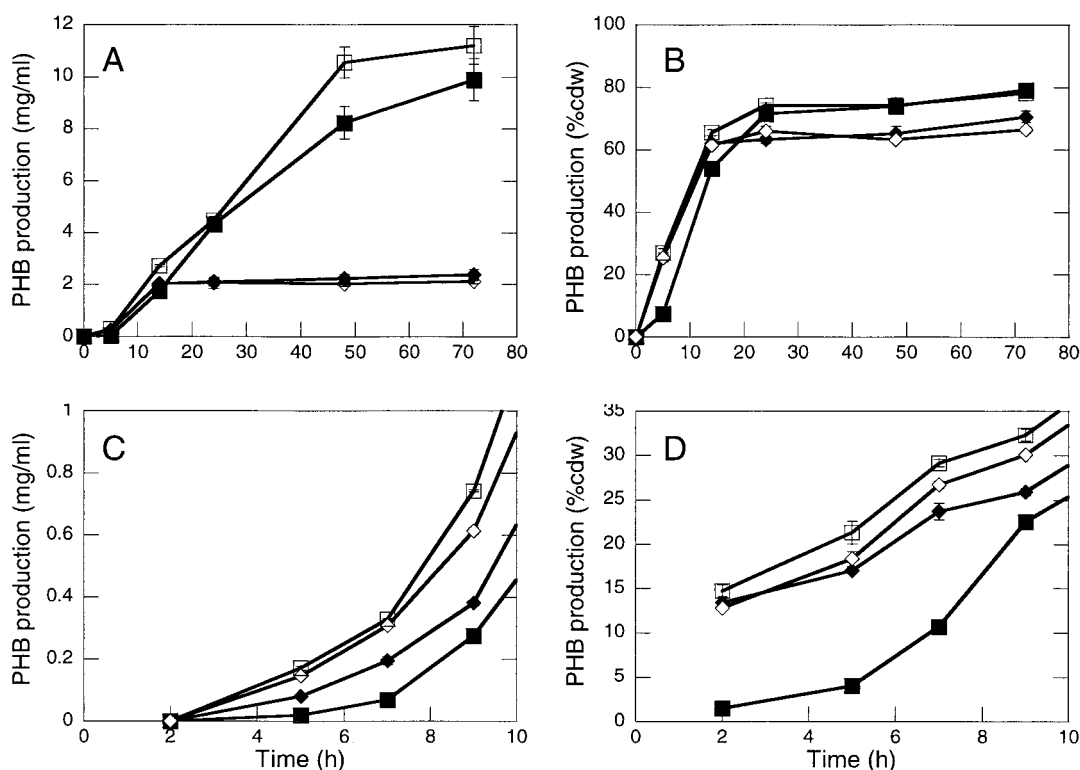 A
PHB production (mg/ml)
12
10
8
6
4
2
0
0 10 20 30 40 50 60 70 80
B
PHB production (%cdw)
100
80
60
40
20
0
0 10 20 30 40 50 60 70 80
C
PHB production (mg/ml)
1
0.8
0.6
0.4
0.2
0
0 2 4 6 8 10
Time (h)
D
PHB production (%cdw)
35
30
25
20
15
10
5
0
0 2 4 6 8 10
Time (h)